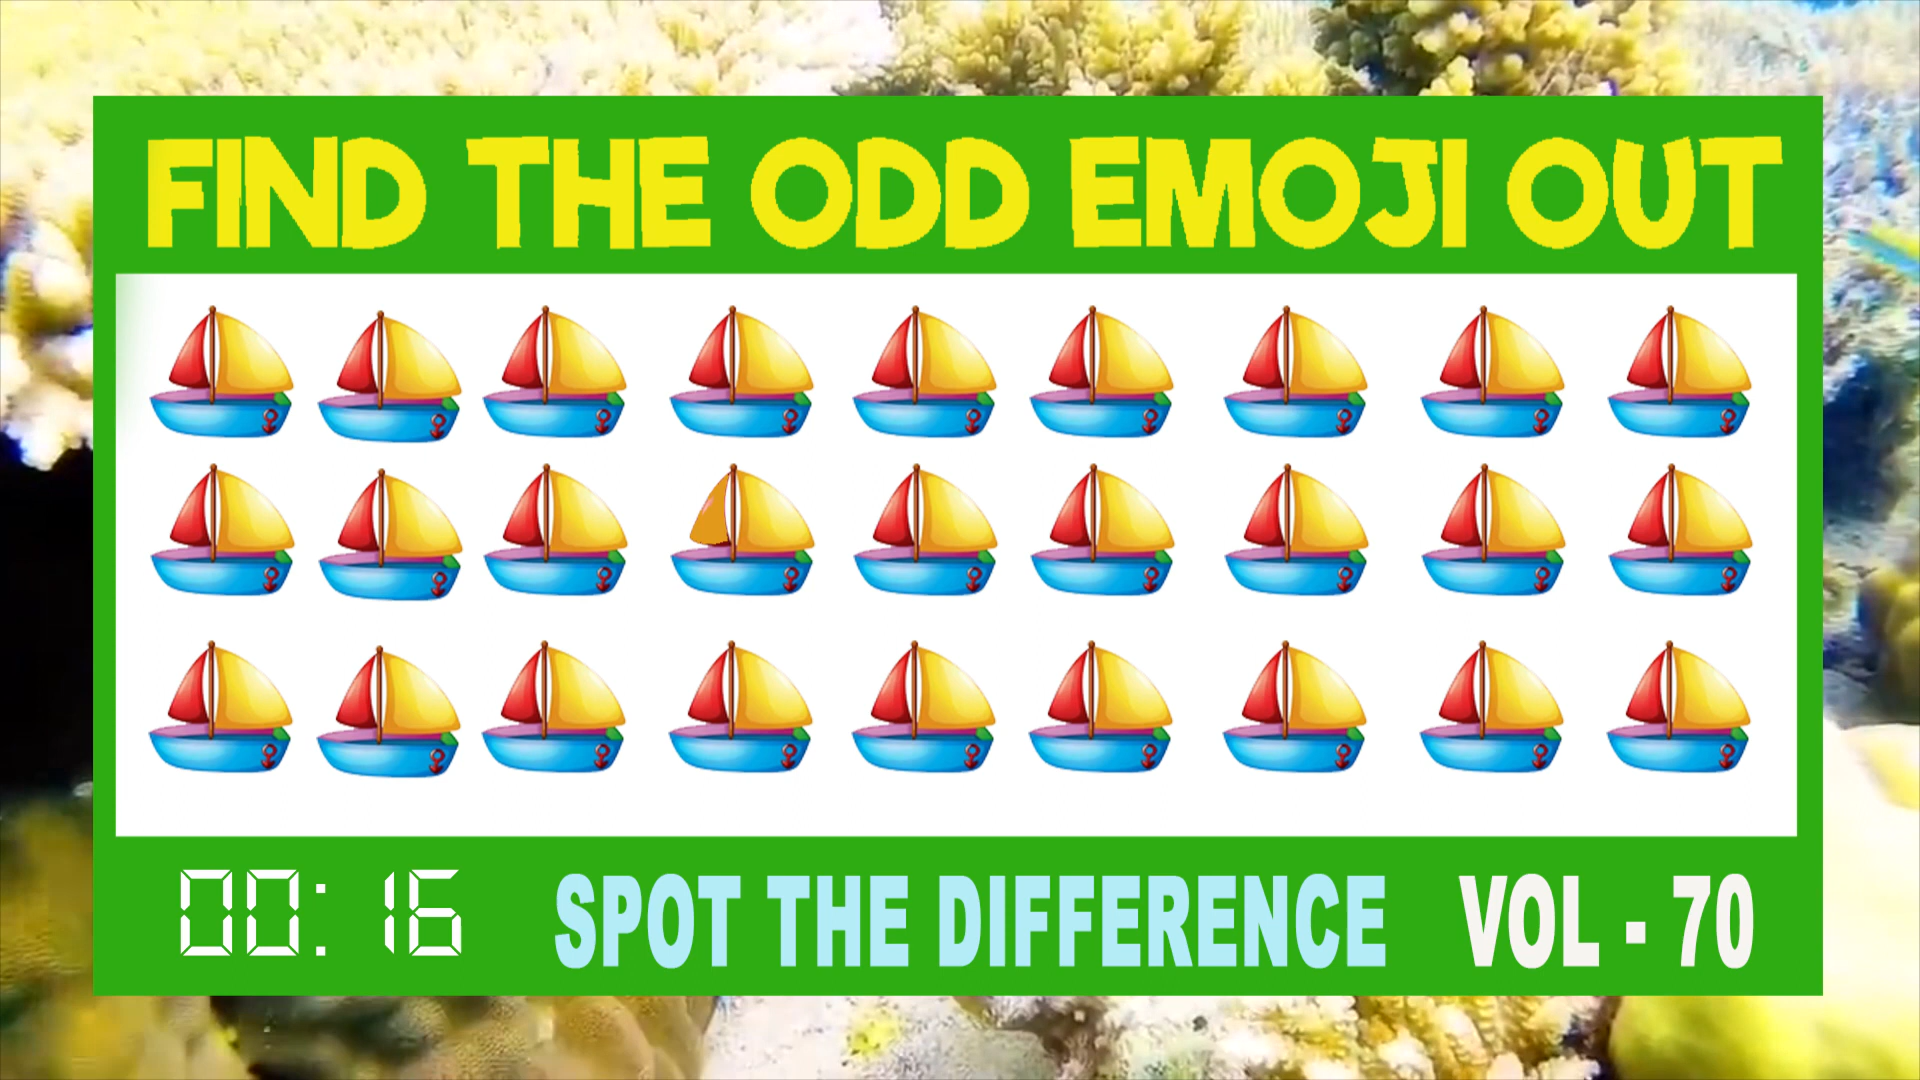 FIND THE ODD EMOJI OUT
00:16 SPOT THE DIFFERENCE VOL - 70